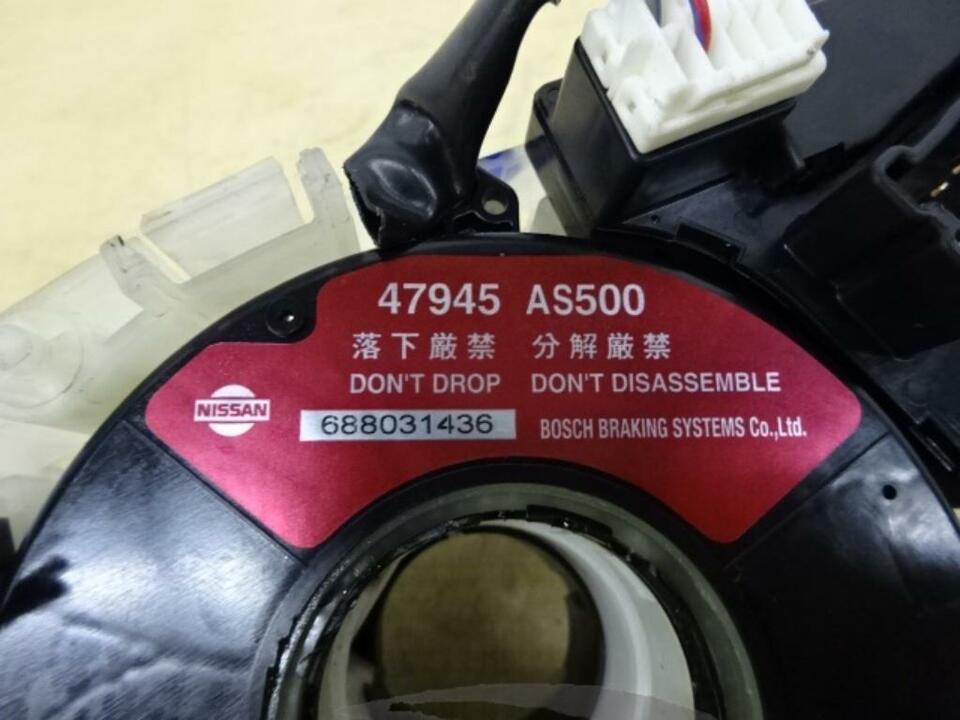 47945 AS500
落下厳禁 分解厳禁
DON'T DROP DON'T DISASSEMBLE
NISSAN
688031436
BOSCH BRAKING SYSTEMS Co.,Ltd.